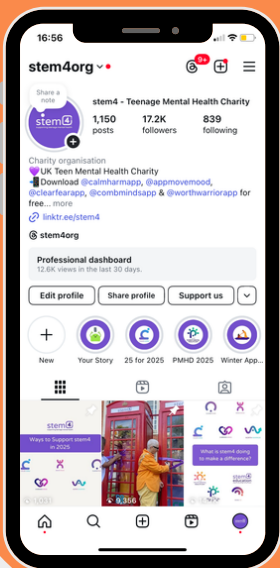 16:56
stem4org
9+
Share a
note
stem4
stem4 - Teenage Mental Health Charity
1,150
posts
17.2K
followers
839
following
Charity organisation
💜UK Teen Mental Health Charity
📲Download @calmharmapp, @appmovemood,
@clearfearapp, @combmindsapp & @worthwarriorapp for
free... more
linktr.ee/stem4
stem4org
Professional dashboard
12.6K views in the last 30 days.
Edit profile
Share profile
Support us
New
Your Story
25 for 2025
PMHD 2025
Winter App...
stem4
Ways to Support stem4
in 2025
9,356
What is stem4 doing
to make a difference?